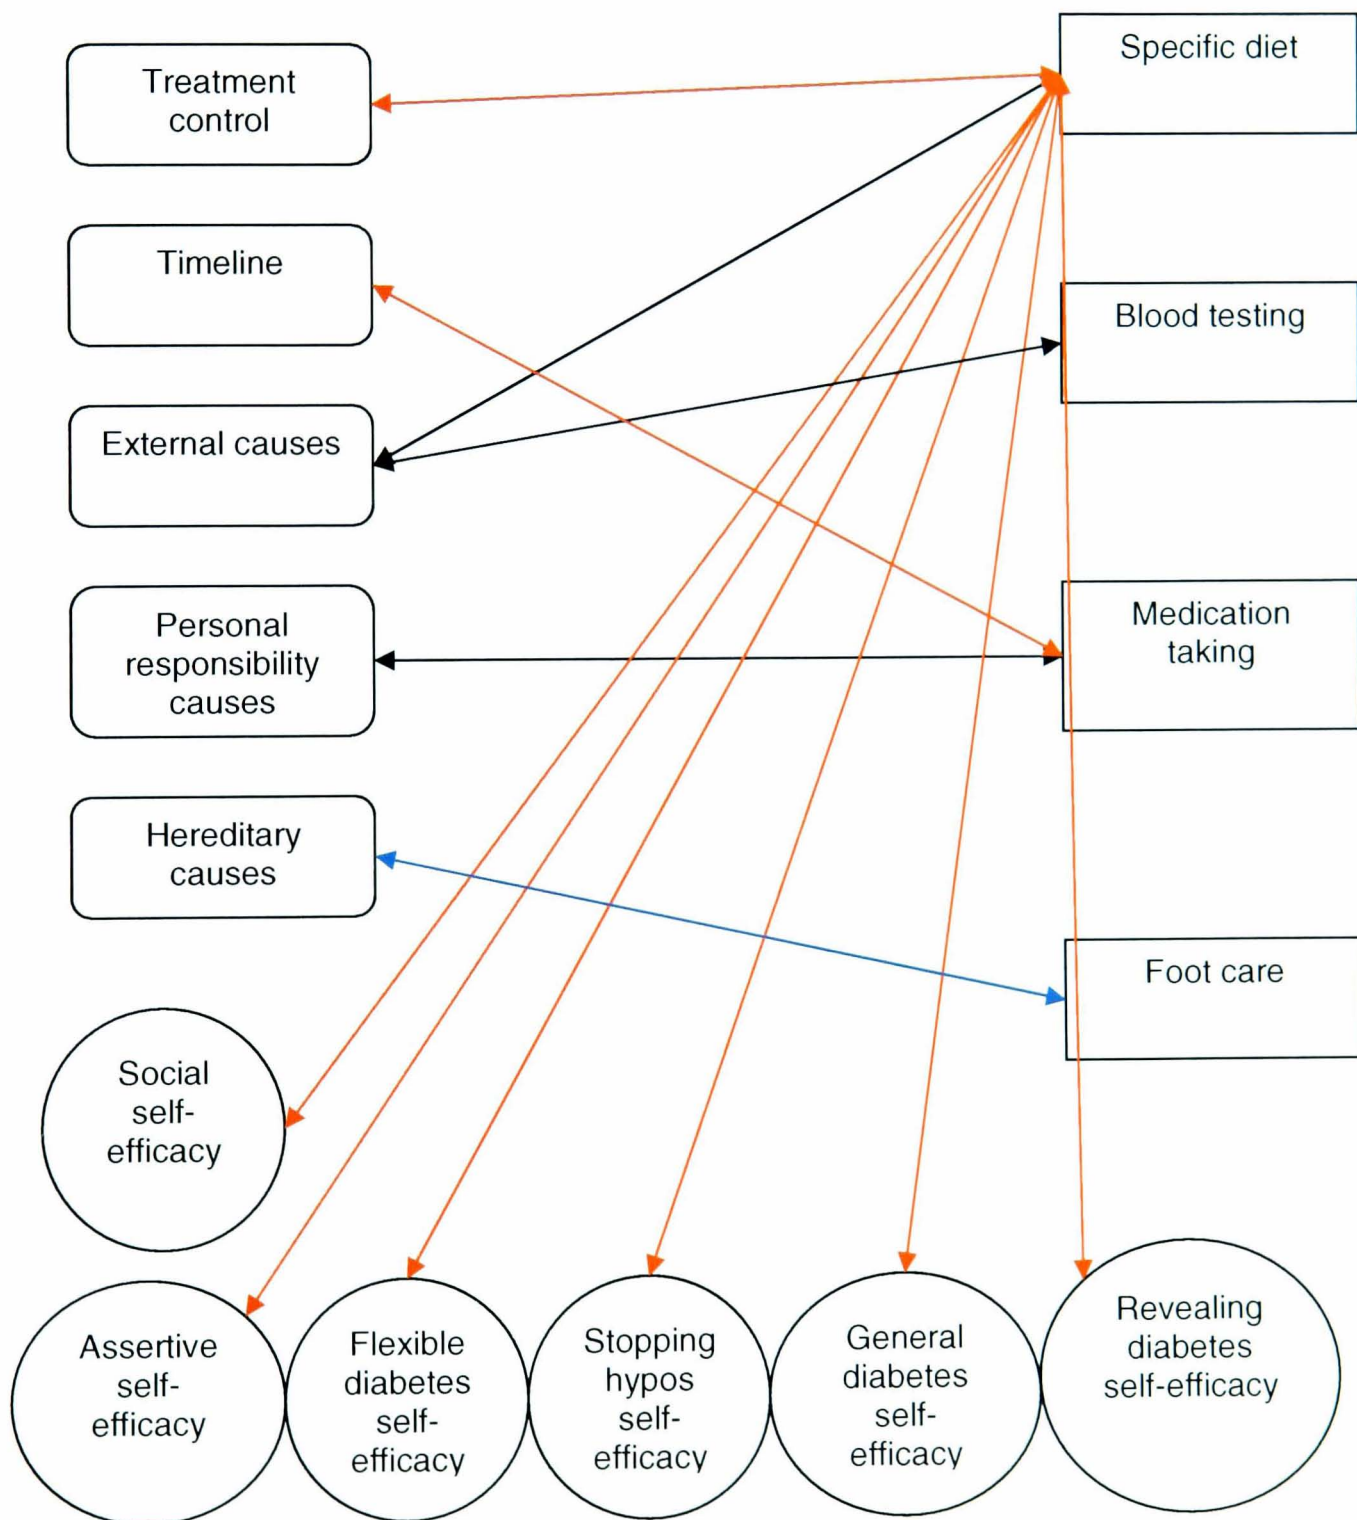 Treatment
control
Specific diet
Timeline
Blood testing
External causes
Personal
responsibility
causes
Medication
taking
Hereditary
causes
Foot care
Social
self-
efficacy
Assertive
self-
efficacy
Flexible
diabetes
self-
efficacy
Stopping
hypos
self-
efficacy
General
diabetes
self-
efficacy
Revealing
diabetes
self-efficacy